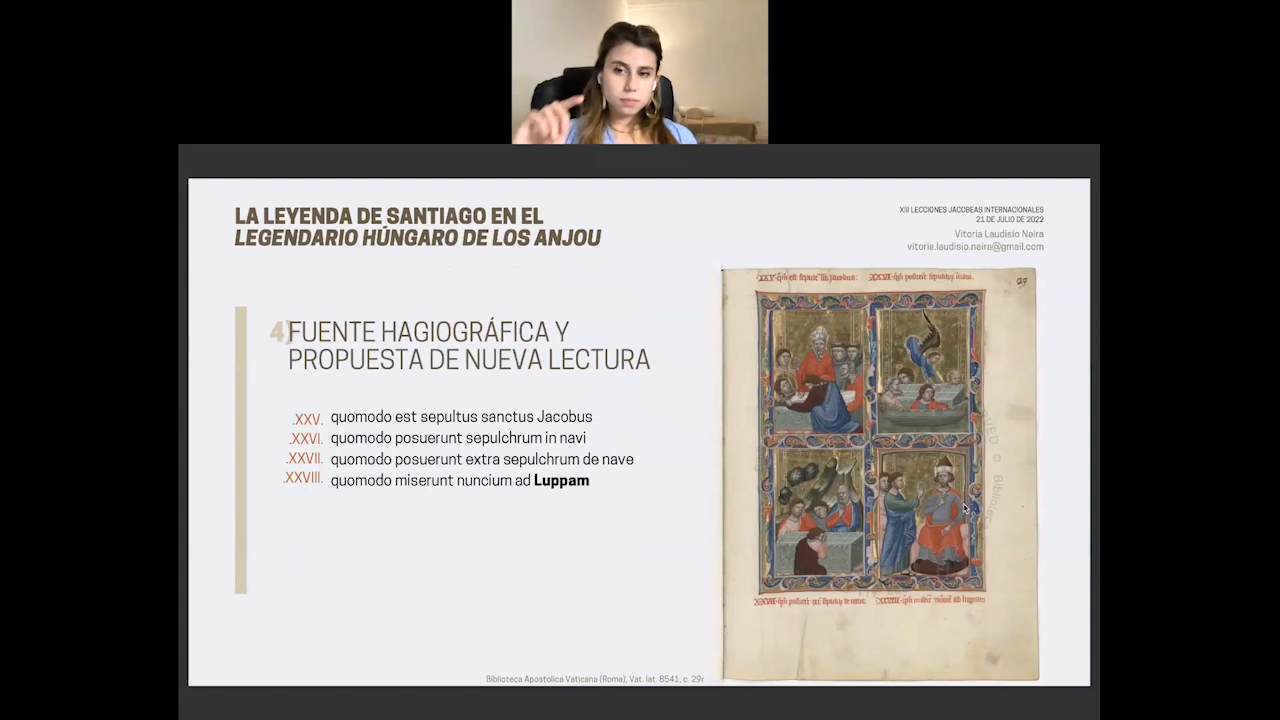 LA LEYENDA DE SANTIAGO EN EL
LEGENDARIO HÚNGARO DE LOS ANJOU
XIII LECCIONES JACOBEAS INTERNACIONALES
21 DE JULIO DE 2022
Vitoria Laudisio Neira
vitoria.laudisio.neira@gmail.com
4) FUENTE HAGIOGRÁFICA Y
PROPUESTA DE NUEVA LECTURA
.XXV. quomodo est sepultus sanctus Jacobus
.XXVI. quomodo posuerunt sepulchrum in navi
.XXVII. quomodo posuerunt extra sepulchrum de nave
.XXVIII. quomodo miserunt nuncium ad Luppam
29
Biblioteca Apostolica Vaticana (Roma), Vat. lat. 8541, c. 29r